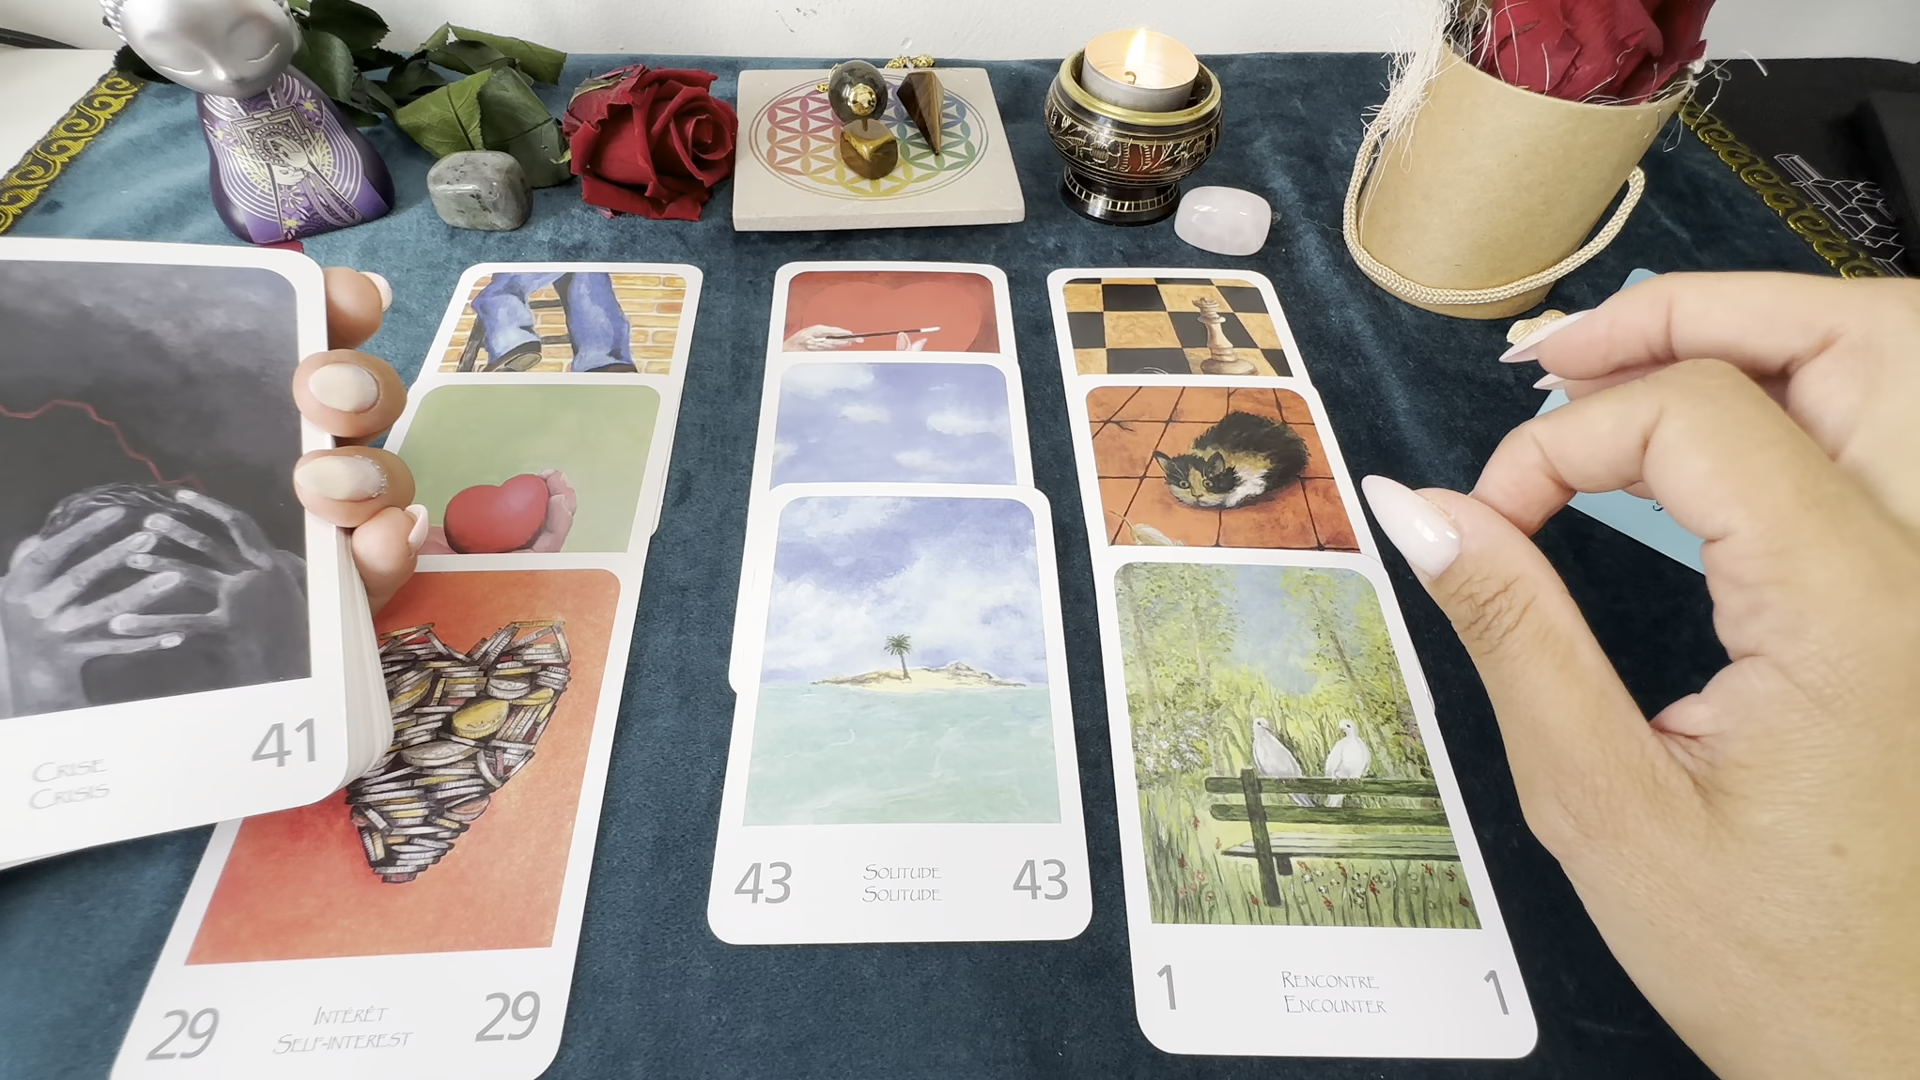 41
CRISE
CRISIS
43
SOLITUDE
SOLITUDE
43
1
RENCONTRE
ENCOUNTER
1
29
INTÉRÊT
SELF-INTEREST
29